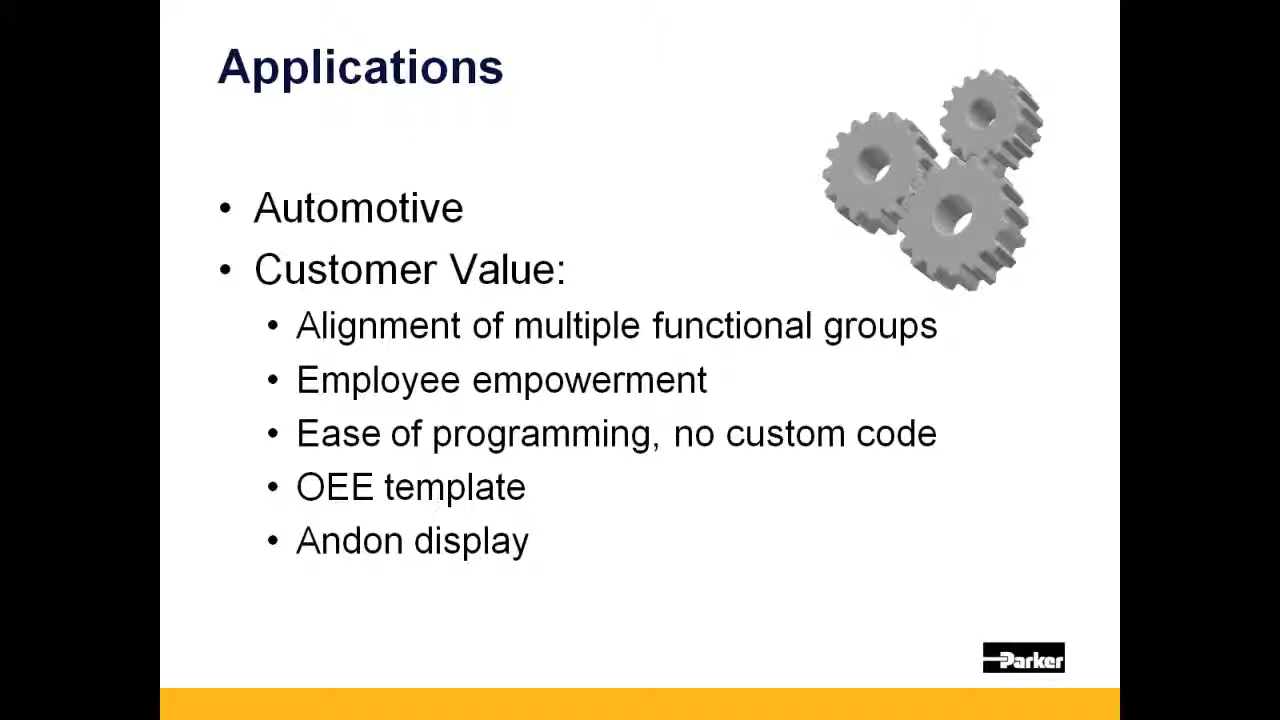 Applications
• Automotive
• Customer Value:
• Alignment of multiple functional groups
• Employee empowerment
• Ease of programming, no custom code
• OEE template
• Andon display
Parker